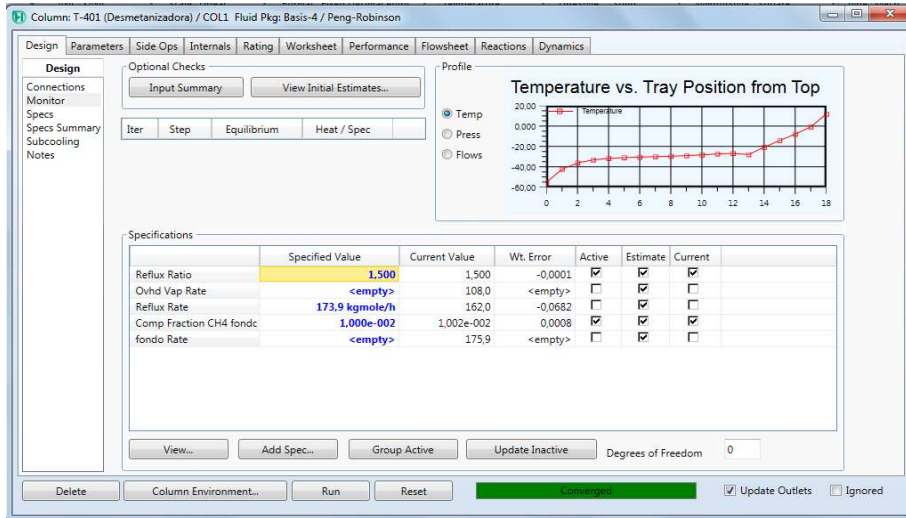 Column: T-401 (Desmetanizadora) / COL1 Fluid Pkg: Basis-4 / Peng-Robinson
Design Parameters Side Ops Internals Rating Worksheet Performance Flowsheet Reactions Dynamics
Design
Connections
Monitor
Specs
Specs Summary
Subcooling
Notes
Optional Checks
Input Summary View Initial Estimates...
Iter Step Equilibrium Heat / Spec
Profile
Temp
Press
Flows
Temperature vs. Tray Position from Top
Temperature
20,00
0,000
-20,00
-40,00
-60,00
0 2 4 6 8 10 12 14 16 18
Specifications
Specified Value Current Value Wt. Error Active Estimate Current
Reflux Ratio 1,500 1,500 -0,0001
Ovhd Vap Rate <empty> 108,0 <empty>
Reflux Rate 173,9 kgmole/h 162,0 -0,0682
Comp Fraction CH4 fondo 1,000e-002 1,002e-002 0,0008
fondo Rate <empty> 175,9 <empty>
View... Add Spec... Group Active Update Inactive Degrees of Freedom 0
Delete Column Environment... Run Reset Converged Update Outlets Ignored